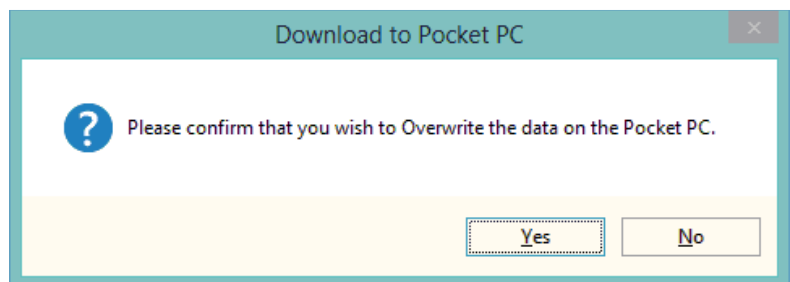 Download to Pocket PC
Please confirm that you wish to Overwrite the data on the Pocket PC.
Yes
No